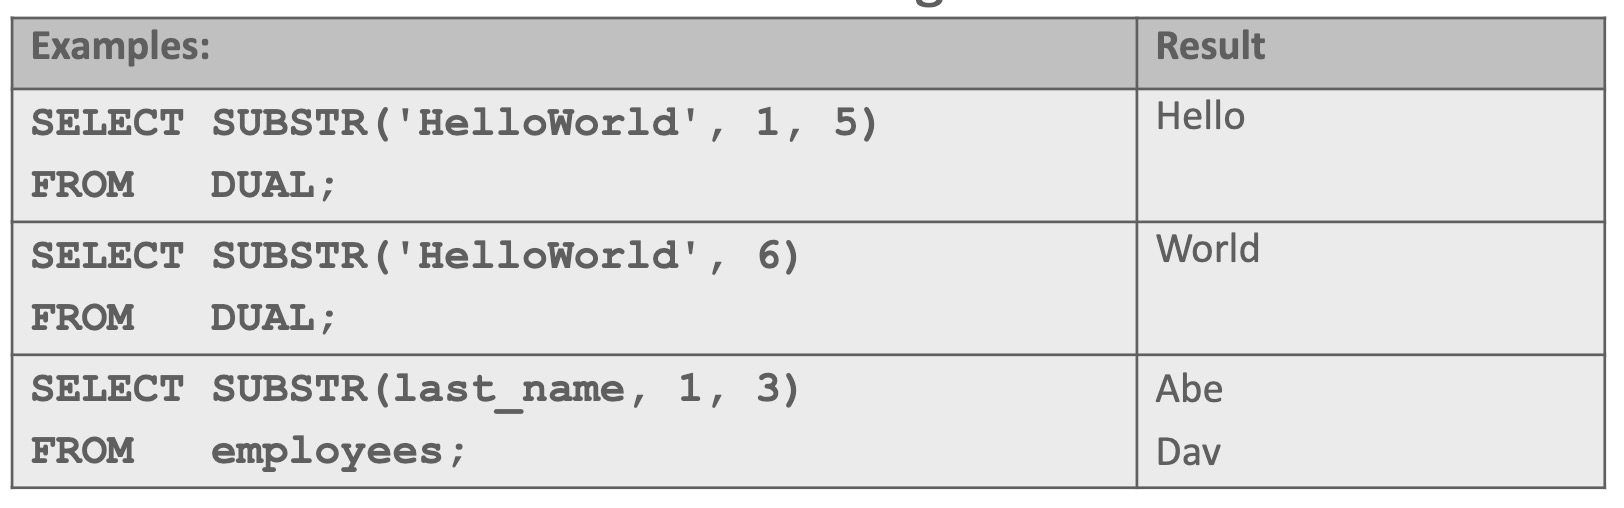 Examples:
Result
SELECT SUBSTR('HelloWorld', 1, 5)
FROM   DUAL;
Hello
SELECT SUBSTR('HelloWorld', 6)
FROM   DUAL;
World
SELECT SUBSTR(last_name, 1, 3)
FROM   employees;
Abe
Dav